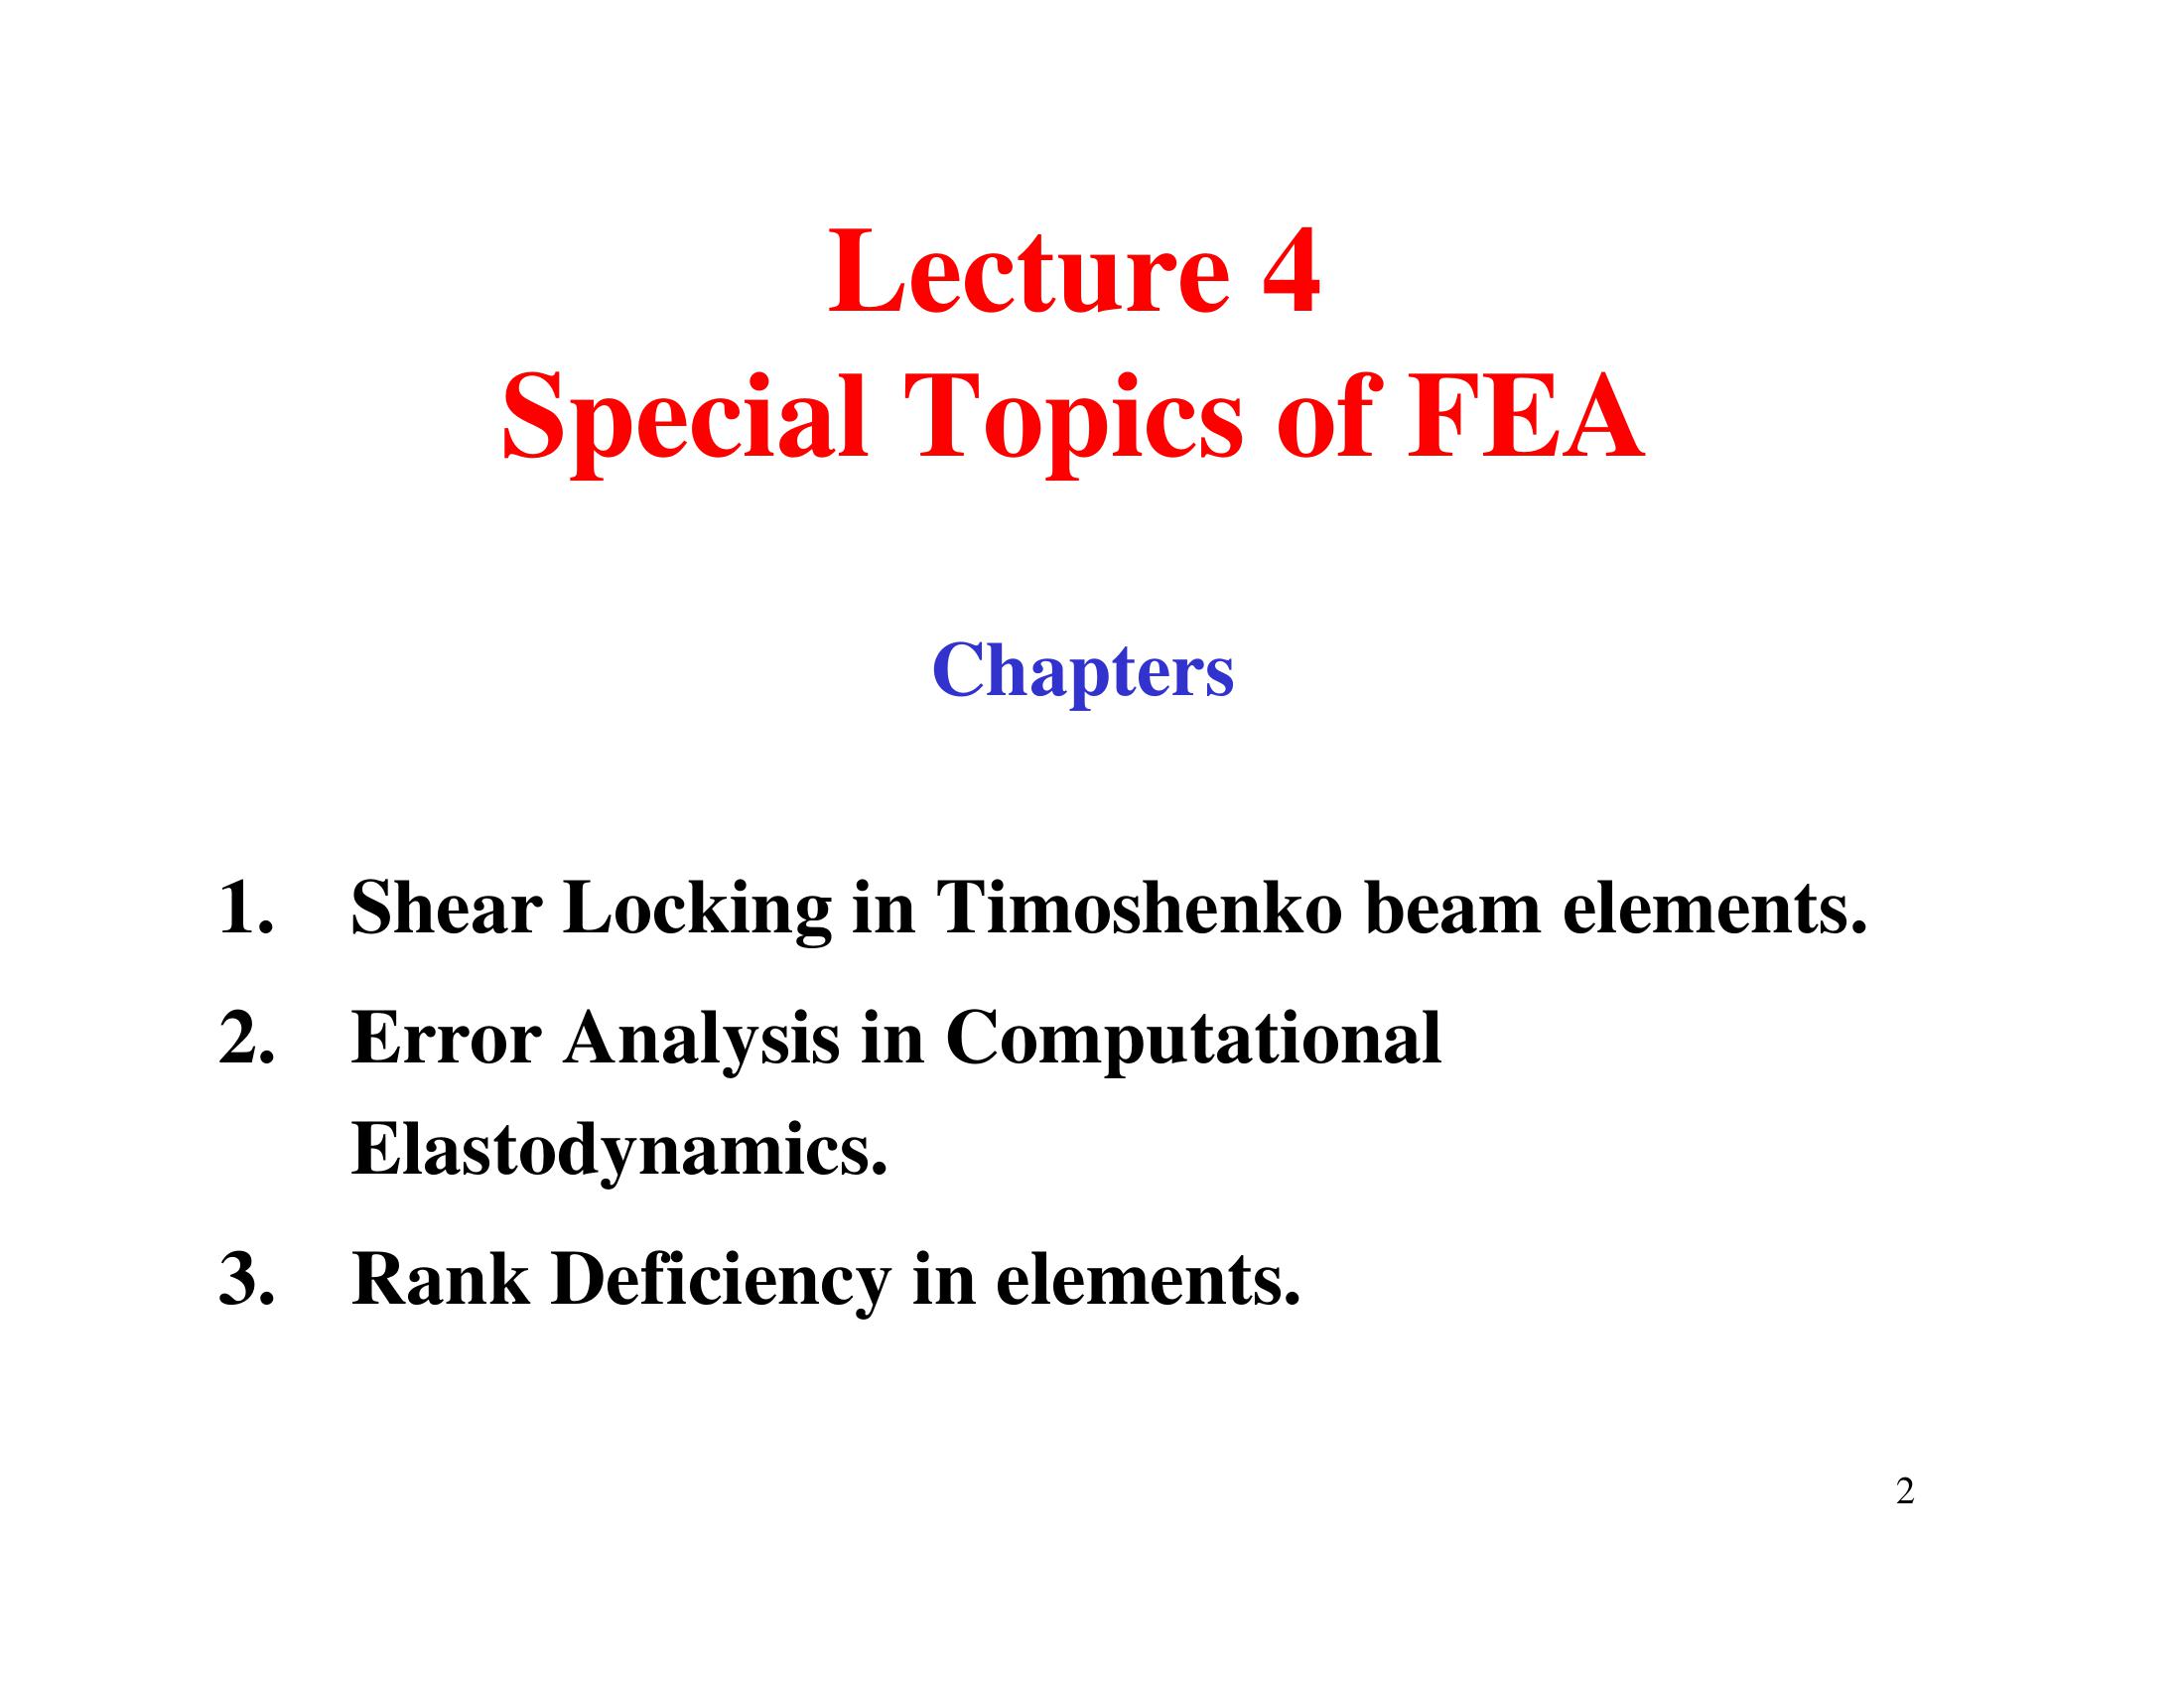 Lecture 4
Special Topics of FEA
Chapters
1. Shear Locking in Timoshenko beam elements.
2. Error Analysis in Computational
Elastodynamics.
3. Rank Deficiency in elements.
2